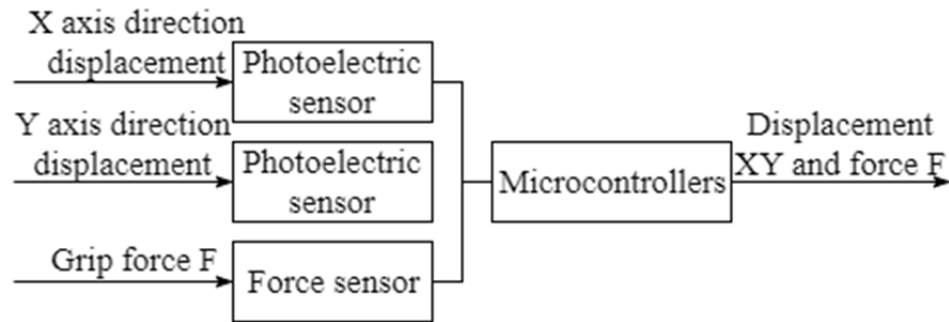 X axis direction
displacement
Photoelectric
sensor
Y axis direction
displacement
Photoelectric
sensor
Grip force F
Force sensor
Microcontrollers
Displacement
XY and force F